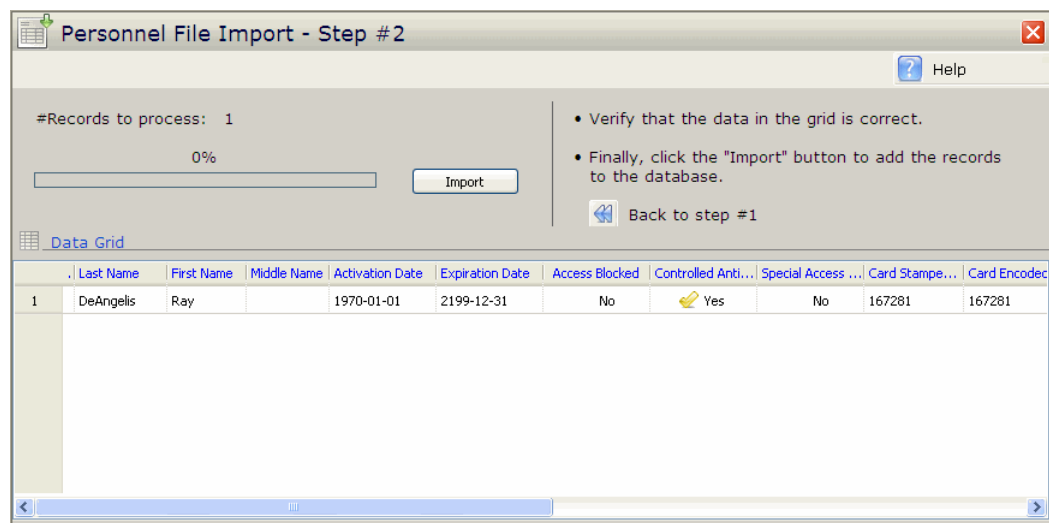 Personnel File Import - Step #2
Help
#Records to process: 1
0%
Import
• Verify that the data in the grid is correct.
• Finally, click the "Import" button to add the records
to the database.
Back to step #1
Data Grid
. Last Name First Name Middle Name Activation Date Expiration Date Access Blocked Controlled Anti... Special Access ... Card Stampe... Card Encoded
1 DeAngelis Ray 1970-01-01 2199-12-31 No Yes No 167281 167281